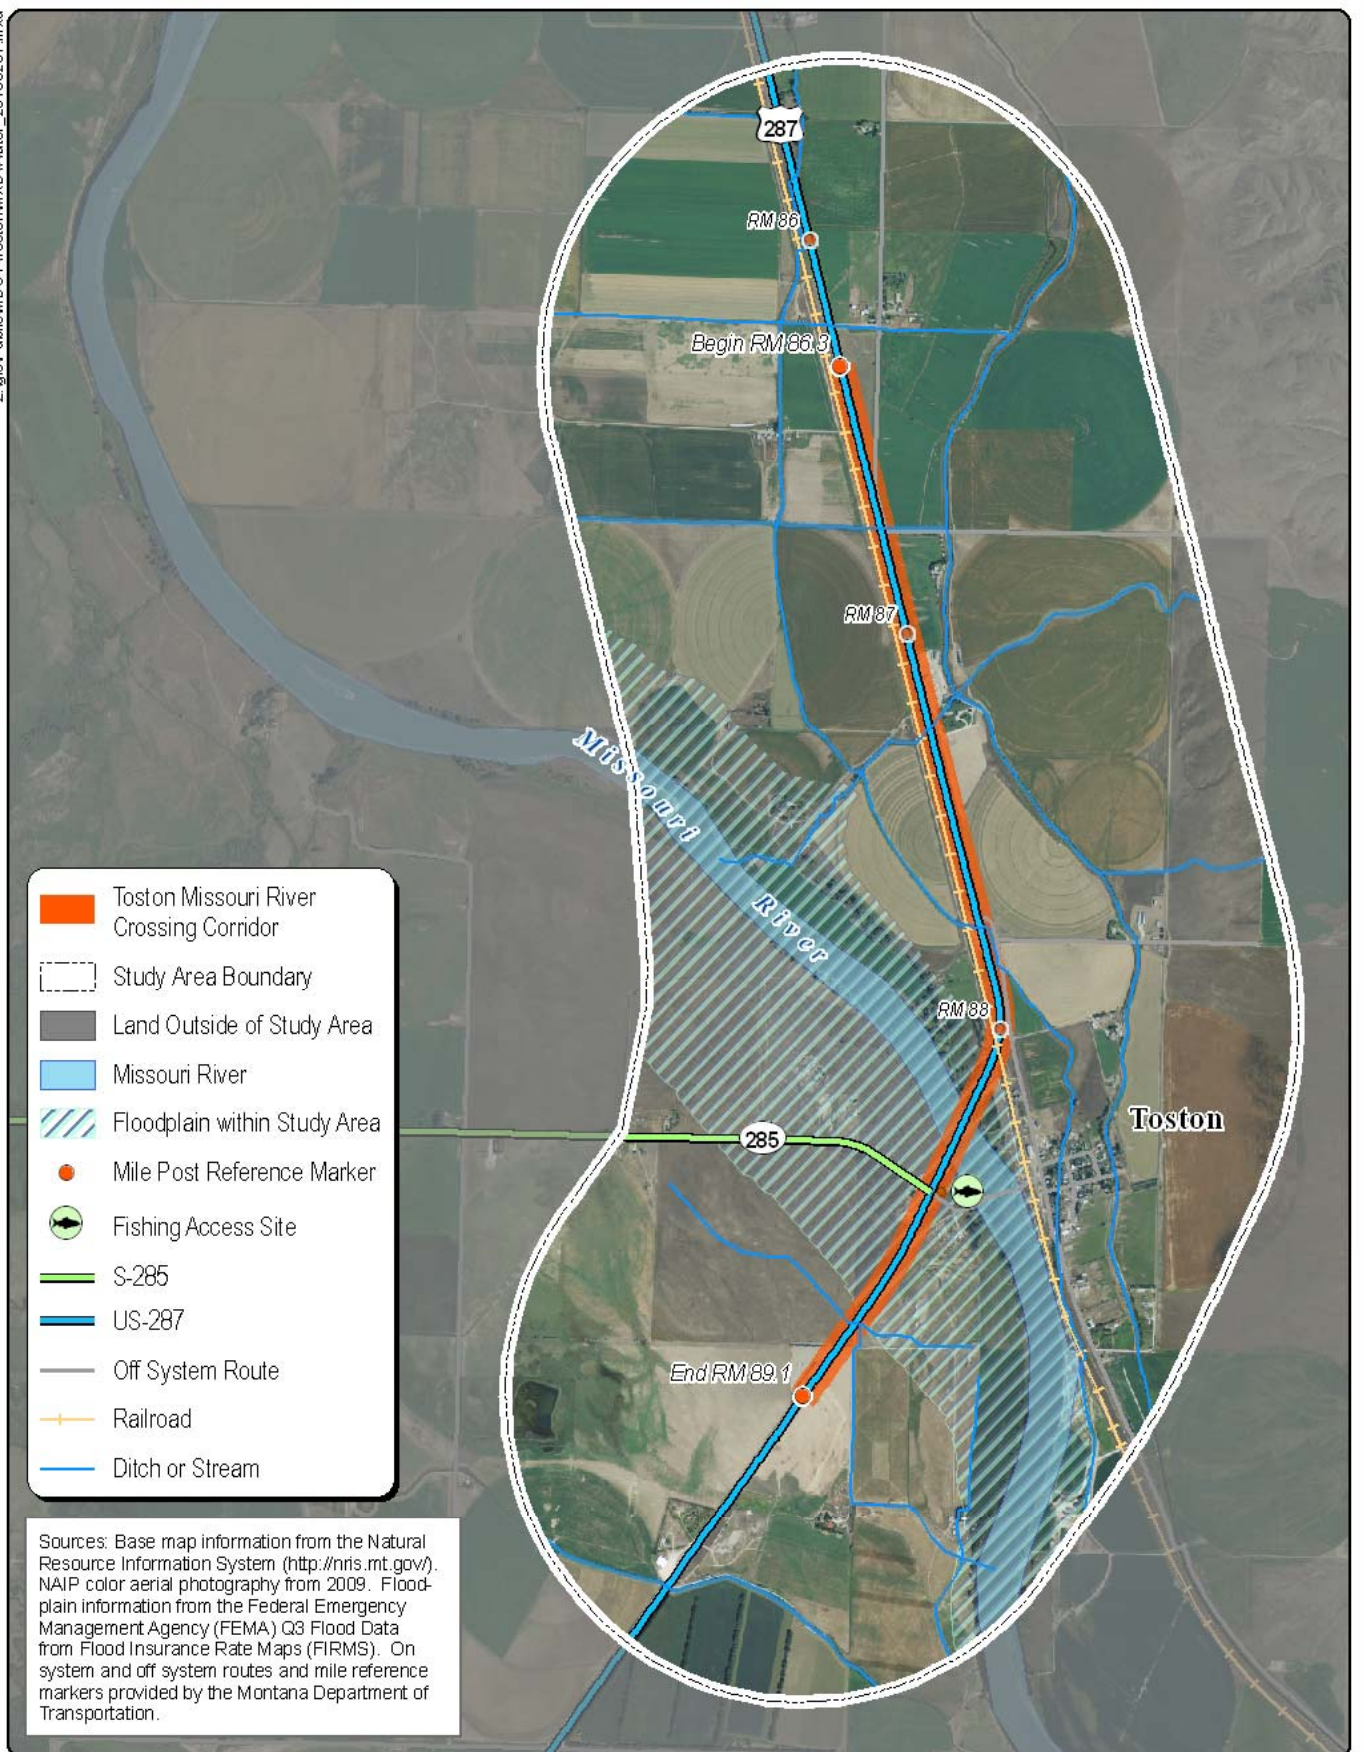 287
RM 86
Begin RM 86.3
RM 87
Missouri
River
RM 88
Toston
285
End RM 89.1
Toston Missouri River
Crossing Corridor
Study Area Boundary
Land Outside of Study Area
Missouri River
Floodplain within Study Area
Mile Post Reference Marker
Fishing Access Site
S-285
US-287
Off System Route
Railroad
Ditch or Stream
Sources: Base map information from the Natural
Resource Information System (http://nris.mt.gov/).
NAIP color aerial photography from 2009. Flood-
plain information from the Federal Emergency
Management Agency (FEMA) Q3 Flood Data
from Flood Insurance Rate Maps (FIRMS). On
system and off system routes and mile reference
markers provided by the Montana Department of
Transportation.